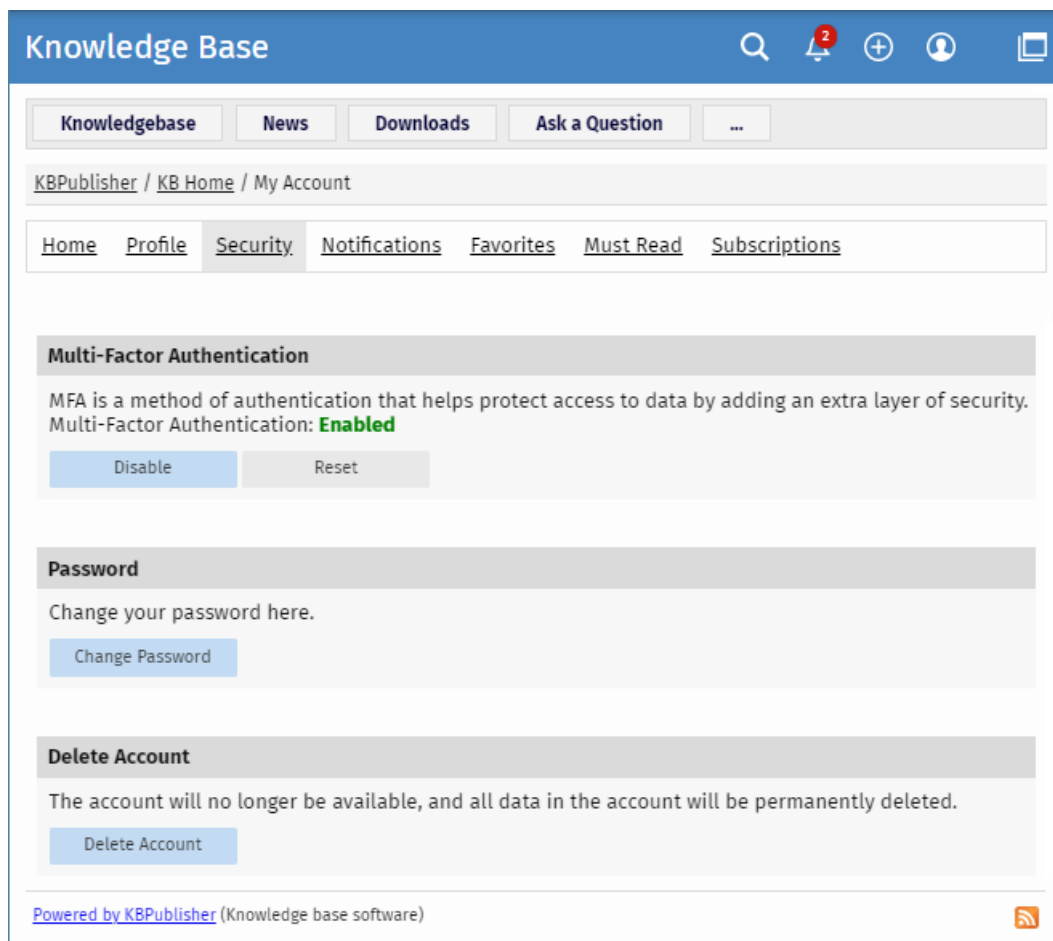 Knowledge Base
2
Knowledgebase News Downloads Ask a Question ...
KBPublisher / KB Home / My Account
Home Profile Security Notifications Favorites Must Read Subscriptions
Multi-Factor Authentication
MFA is a method of authentication that helps protect access to data by adding an extra layer of security.
Multi-Factor Authentication: Enabled
Disable Reset
Password
Change your password here.
Change Password
Delete Account
The account will no longer be available, and all data in the account will be permanently deleted.
Delete Account
Powered by KBPublisher (Knowledge base software)